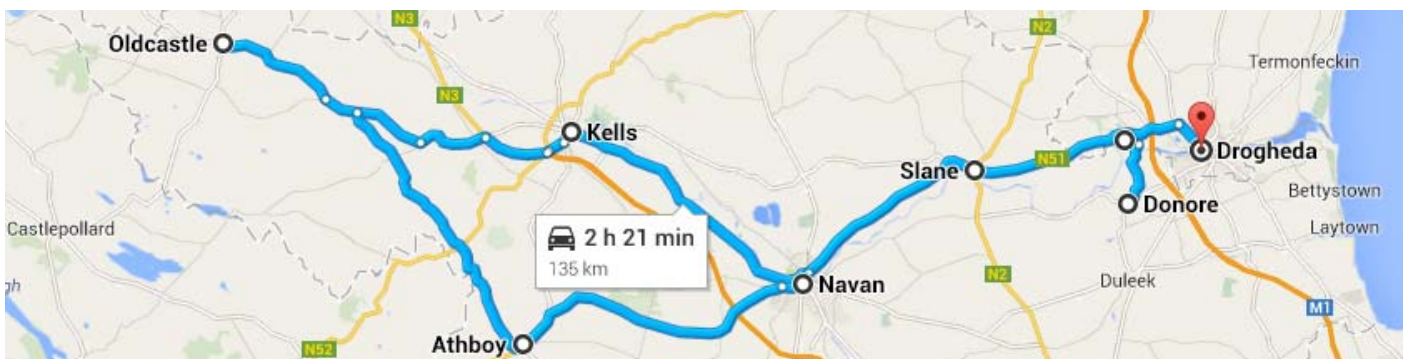 Oldcastle
N3
N2
Termonfeckin
N3
Kells
Slane
N51
Drogheda
Bettystown
Donore
Laytown
Castlepollard
2 h 21 min
135 km
Navan
N2
Duleek
M1
Athboy
N52